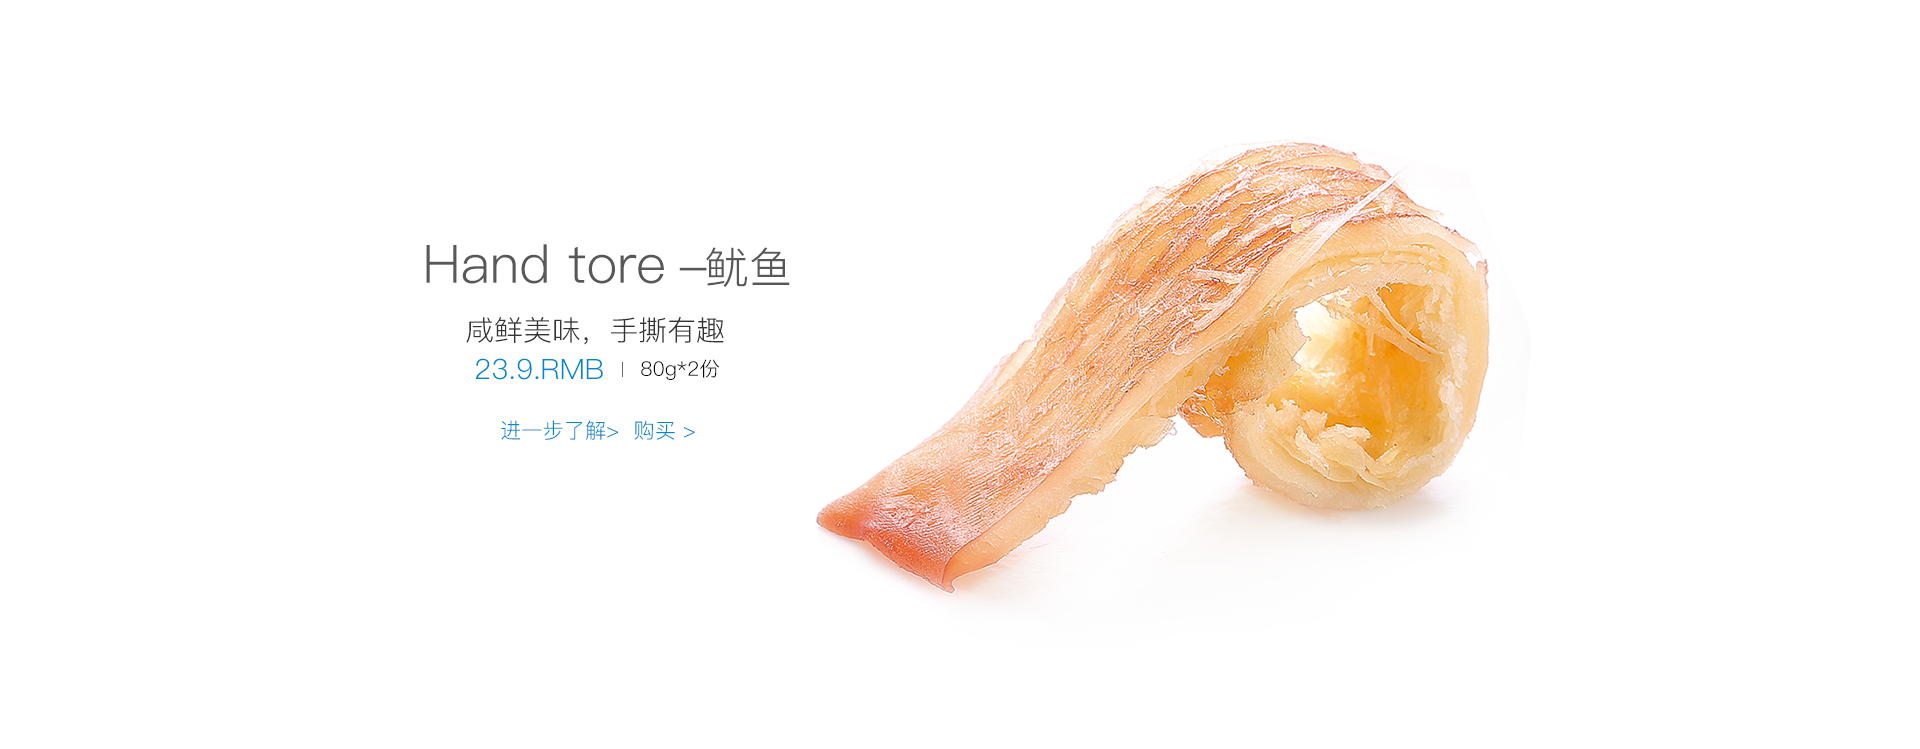 Hand tore –鱿鱼
咸鲜美味，手撕有趣
23.9.RMB | 80g*2份
进一步了解> 购买 >